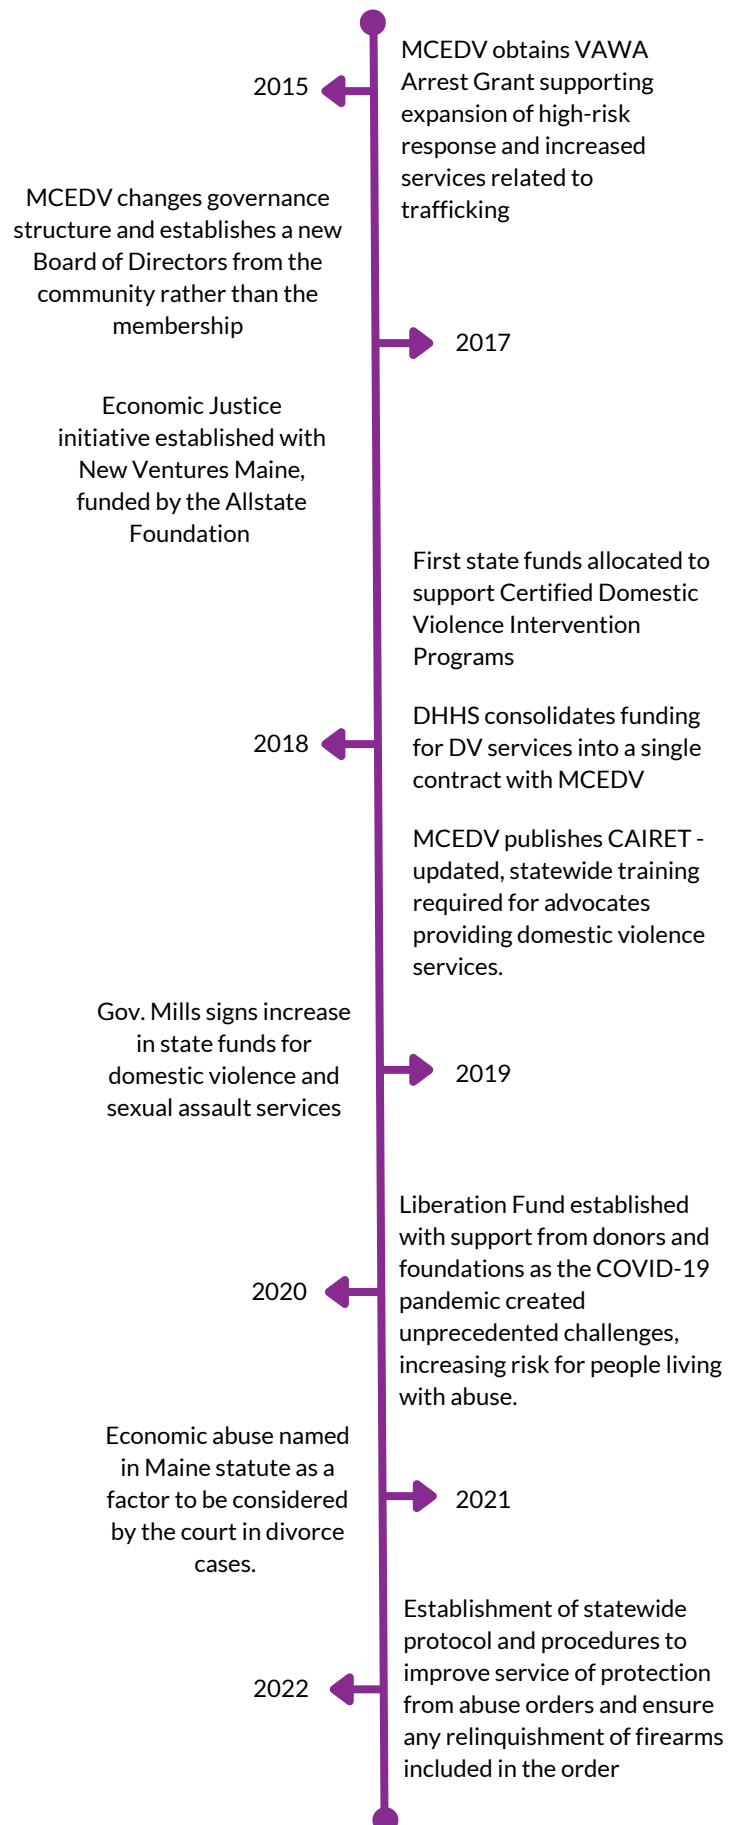 2015
MCEDV obtains VAWA
Arrest Grant supporting
expansion of high-risk
response and increased
services related to
trafficking
MCEDV changes governance
structure and establishes a new
Board of Directors from the
community rather than the
membership
2017
Economic Justice
initiative established with
New Ventures Maine,
funded by the Allstate
Foundation
First state funds allocated to
support Certified Domestic
Violence Intervention
Programs
2018
DHHS consolidates funding
for DV services into a single
contract with MCEDV
MCEDV publishes CAIRET -
updated, statewide training
required for advocates
providing domestic violence
services.
Gov. Mills signs increase
in state funds for
domestic violence and
sexual assault services
2019
Liberation Fund established
with support from donors and
foundations as the COVID-19
pandemic created
unprecedented challenges,
increasing risk for people living
with abuse.
2020
Economic abuse named
in Maine statute as a
factor to be considered
by the court in divorce
cases.
2021
Establishment of statewide
protocol and procedures to
improve service of protection
from abuse orders and ensure
any relinquishment of firearms
included in the order
2022